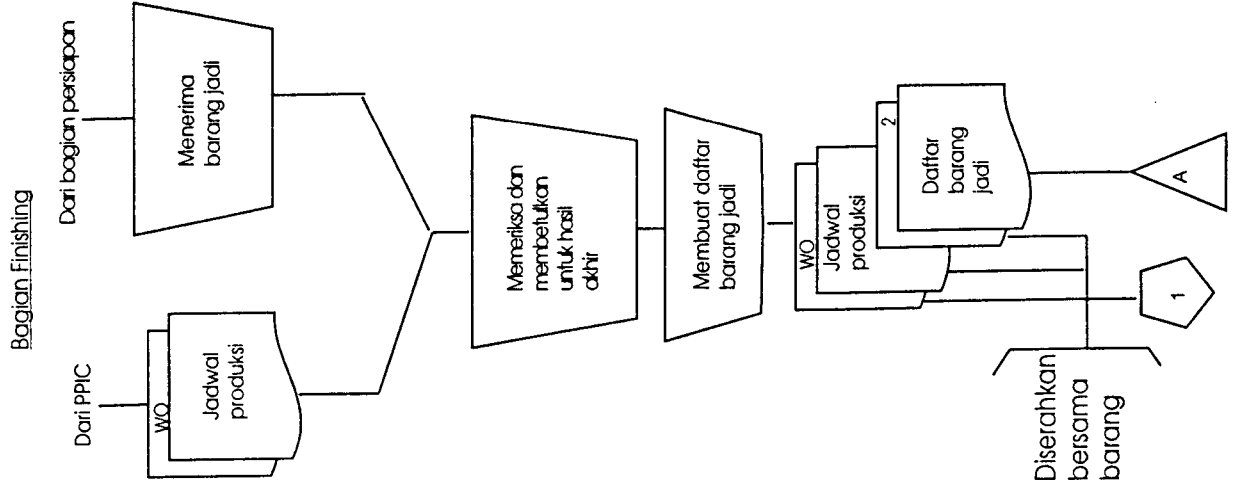 Bagian Finishing
Dari PPIC
WO
Jadwal
produksi
Dari bagian persiapan
Menerima
barang jadi
Memeriksa dan
membetulkan
untuk hasil
akhir
Membuat daftar
barang jadi
WO
Jadwal
produksi
2
Daftar
barang
jadi
Diserahkan
bersama
barang
1
A